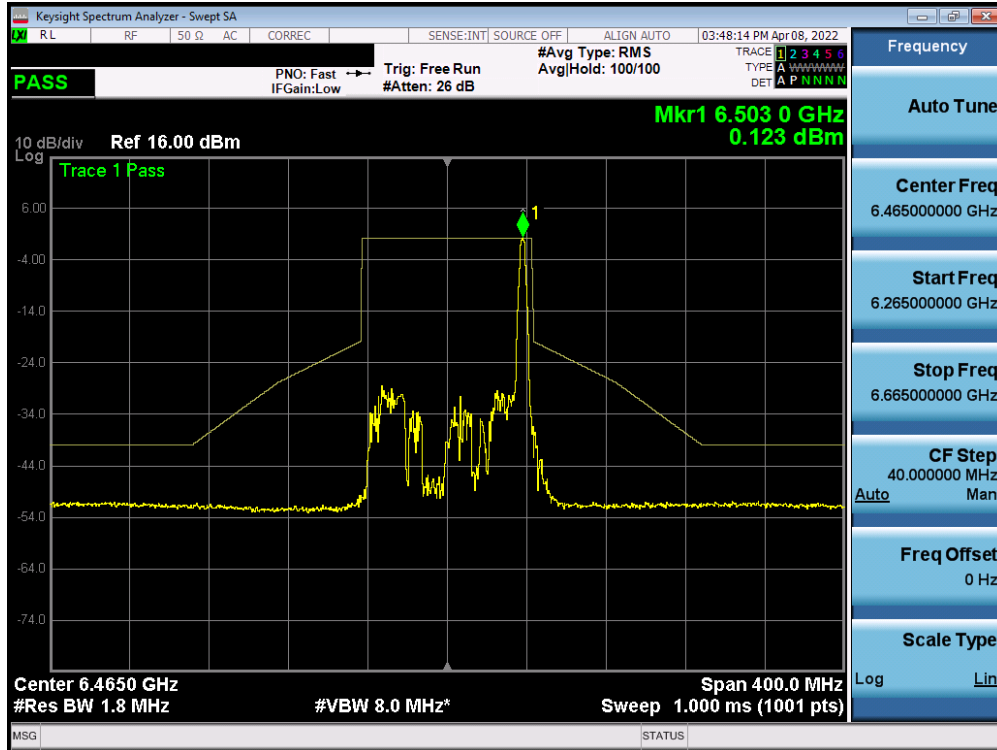 Keysight Spectrum Analyzer - Swept SA
LXI RL RF 50 Ω AC CORREC SENSE:INT SOURCE OFF ALIGN AUTO 03:48:14 PM Apr 08, 2022
PASS
PNO: Fast
IFGain:Low
Trig: Free Run
#Atten: 26 dB
#Avg Type: RMS
Avg|Hold: 100/100
TRACE 1 2 3 4 5 6
TYPE A WWWWW
DET A P N N N N
Mkr1 6.503 0 GHz
0.123 dBm
10 dB/div Ref 16.00 dBm
Log
Trace 1 Pass
1
6.00
-4.00
-14.0
-24.0
-34.0
-44.0
-54.0
-64.0
-74.0
Center 6.4650 GHz Span 400.0 MHz
#Res BW 1.8 MHz #VBW 8.0 MHz* Sweep 1.000 ms (1001 pts)
MSG STATUS
Frequency
Auto Tune
Center Freq
6.465000000 GHz
Start Freq
6.265000000 GHz
Stop Freq
6.665000000 GHz
CF Step
40.000000 MHz
Auto Man
Freq Offset
0 Hz
Scale Type
Log Lin